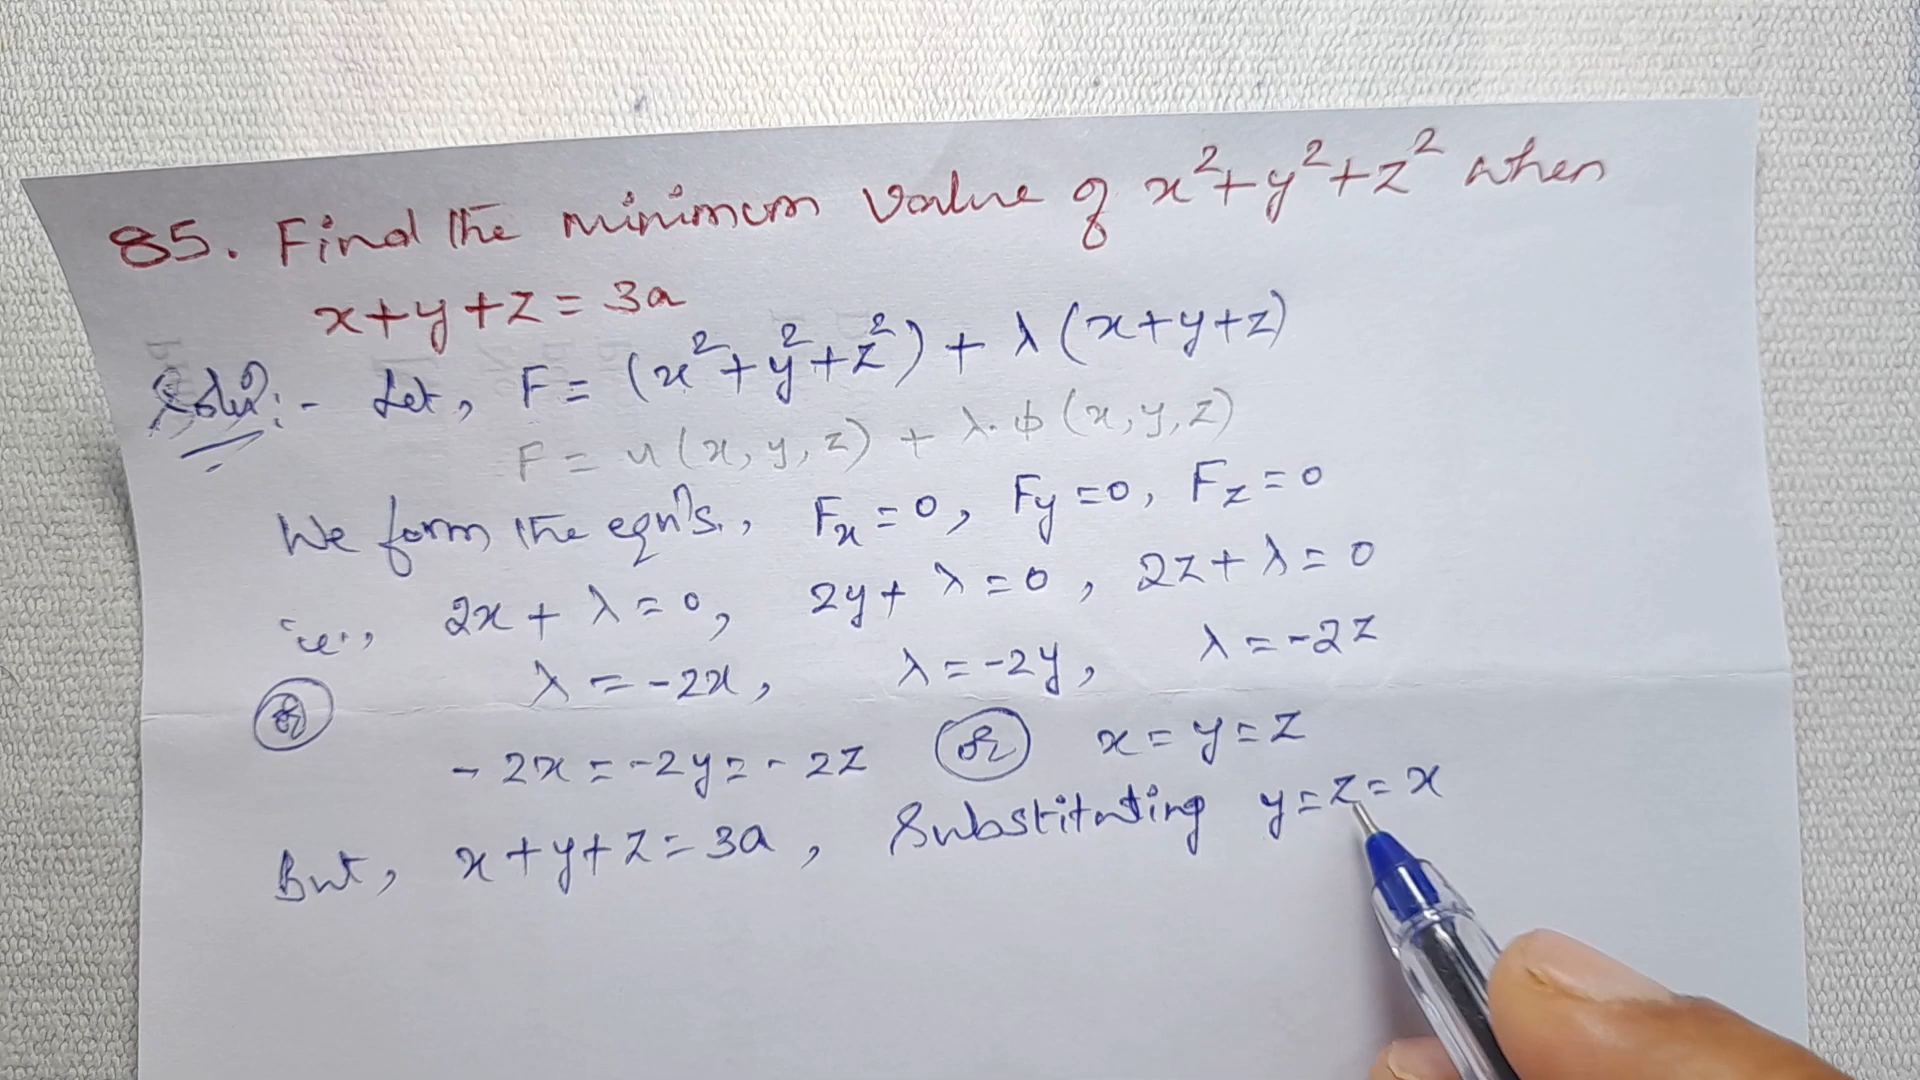 85. Find the minimum value of x²+y²+z² when
x+y+z = 3a
Soln:- Let, F = (x²+y²+z²) + λ(x+y+z)
F = u(x,y,z) + λ.ϕ(x,y,z)
We form the eqn's., Fx=0, Fy=0, Fz=0
ie., 2x+λ=0, 2y+λ=0, 2z+λ=0
or λ=-2x, λ=-2y, λ=-2z
-2x=-2y=-2z or x=y=z
But, x+y+z=3a, Substituting y=z=x